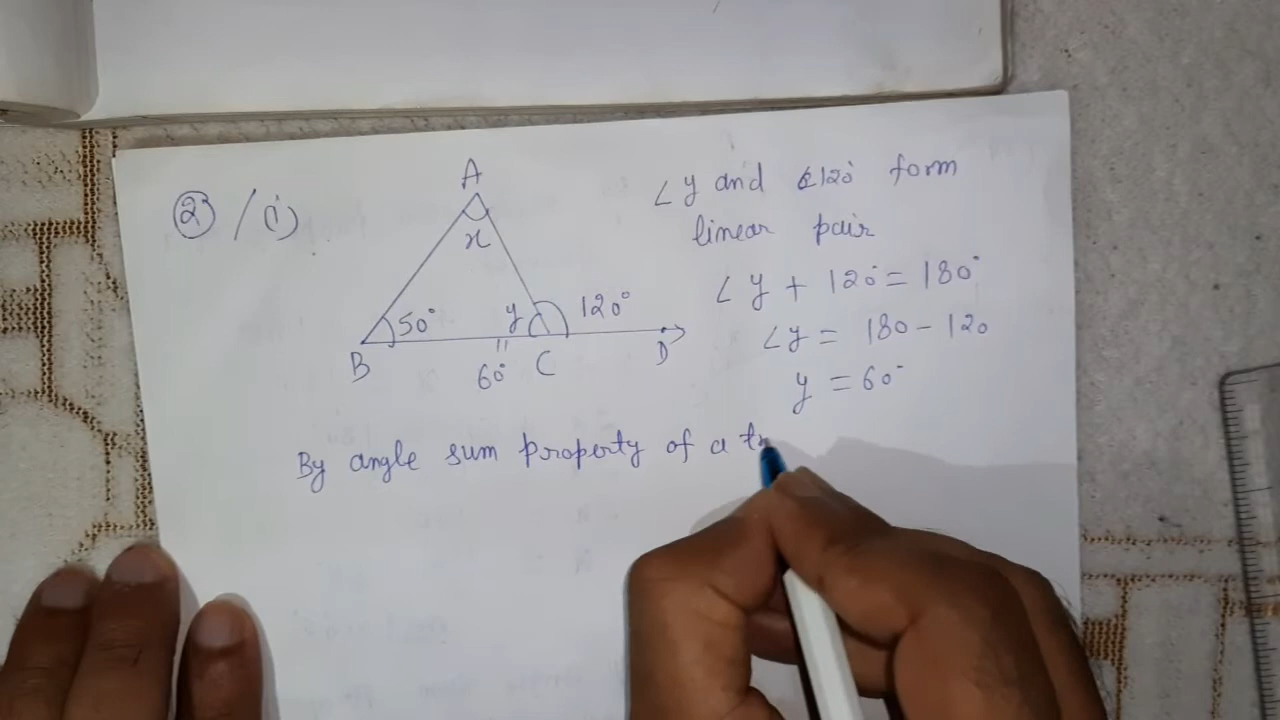 2 / (i)
A
x
50°
y
120°
B
60°
C
D
∠y and ∠120° form
linear pair
∠y + 120° = 180°
∠y = 180 - 120
y = 60°
By angle sum property of a tr